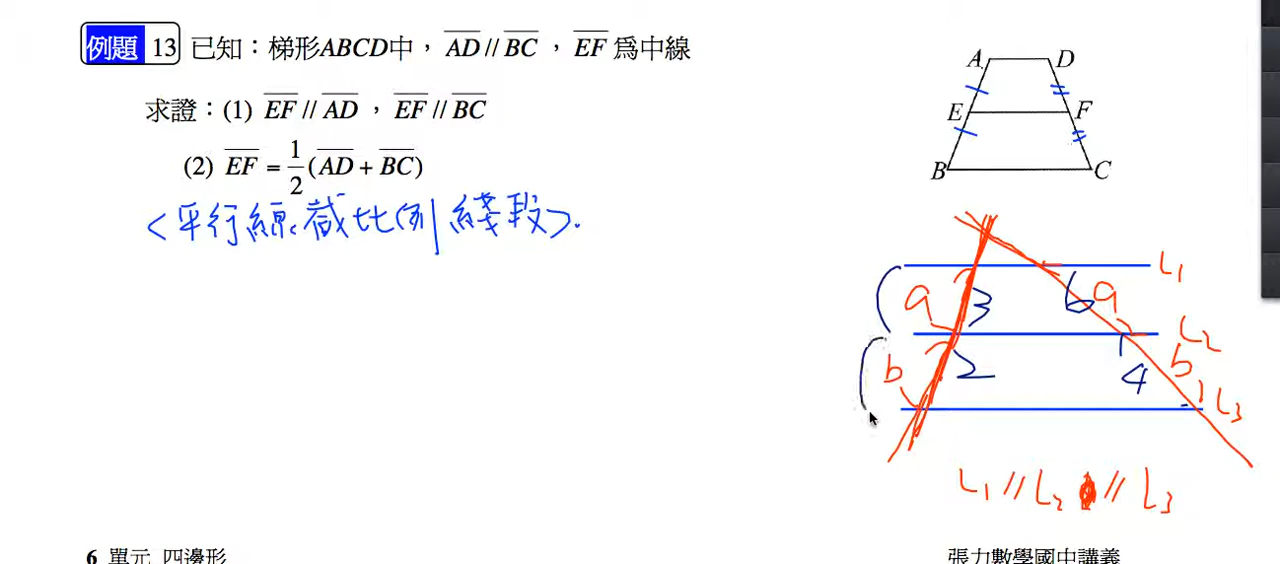 例題 13 已知：梯形ABCD中，AD // BC，EF 為中線
求證：(1) EF // AD，EF // BC
(2) EF = 1/2 (AD + BC)
<平行線截比例綫段>.
A D
E F
B C
L1
a 3 6 a
L2
b 2 4 b
L3
L1 // L2 // L3
6 單元 四邊形
張力數學國中講義